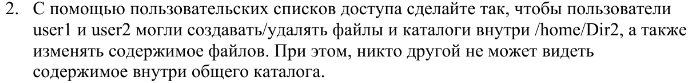 2. С помощью пользовательских списков доступа сделайте так, чтобы пользователи
user1 и user2 могли создавать/удалять файлы и каталоги внутри /home/Dir2, а также
изменять содержимое файлов. При этом, никто другой не может видеть
содержимое внутри общего каталога.